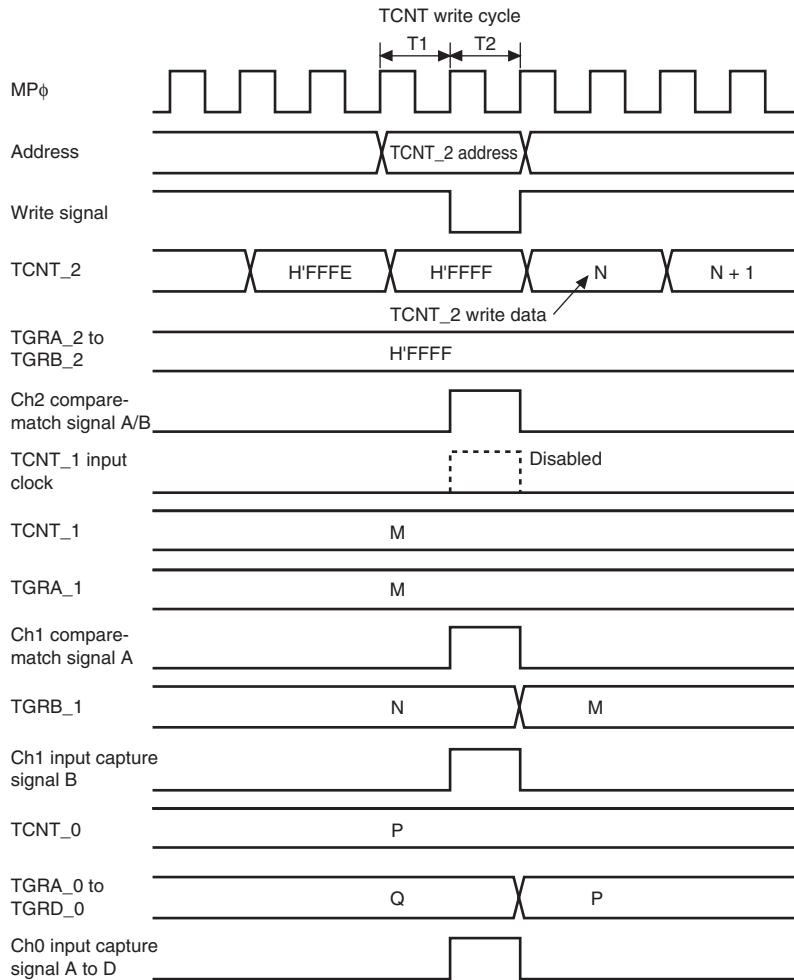 TCNT write cycle
T1 T2
MPϕ
Address TCNT_2 address
Write signal
TCNT_2 H'FFFE H'FFFF N N + 1
TCNT_2 write data
TGRA_2 to
TGRB_2
H'FFFF
Ch2 compare-
match signal A/B
TCNT_1 input
clock
Disabled
TCNT_1 M
TGRA_1 M
Ch1 compare-
match signal A
TGRB_1 N M
Ch1 input capture
signal B
TCNT_0 P
TGRA_0 to
TGRD_0
Q P
Ch0 input capture
signal A to D